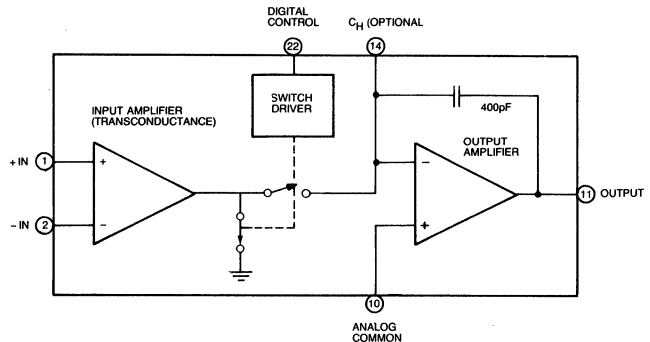 DIGITAL
CONTROL
CH (OPTIONAL
22
14
SWITCH
DRIVER
INPUT AMPLIFIER
(TRANSCONDUCTANCE)
400pF
OUTPUT
AMPLIFIER
+ IN 1
+
−
− IN 2
−
+
11 OUTPUT
10
ANALOG
COMMON